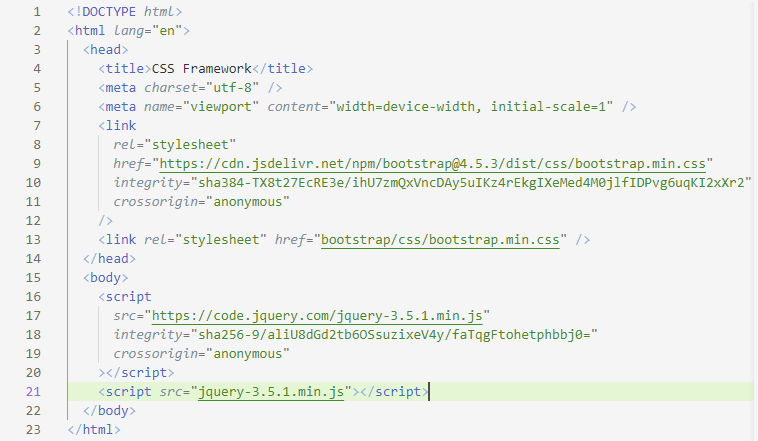 1 <!DOCTYPE html>
2 <html lang="en">
3 <head>
4 <title>CSS Framework</title>
5 <meta charset="utf-8" />
6 <meta name="viewport" content="width=device-width, initial-scale=1" />
7 <link
8 rel="stylesheet"
9 href="https://cdn.jsdelivr.net/npm/bootstrap@4.5.3/dist/css/bootstrap.min.css"
10 integrity="sha384-TX8t27EcRE3e/ihU7zmQxVncDAy5uIKz4rEkgIXeMed4M0jlfIDPvg6uqKI2xXr2"
11 crossorigin="anonymous"
12 />
13 <link rel="stylesheet" href="bootstrap/css/bootstrap.min.css" />
14 </head>
15 <body>
16 <script
17 src="https://code.jquery.com/jquery-3.5.1.min.js"
18 integrity="sha256-9/aliU8dGd2tb6OSsuzixeV4y/faTqgFtohetphbbj0="
19 crossorigin="anonymous"
20 ></script>
21 <script src="jquery-3.5.1.min.js"></script>
22 </body>
23 </html>